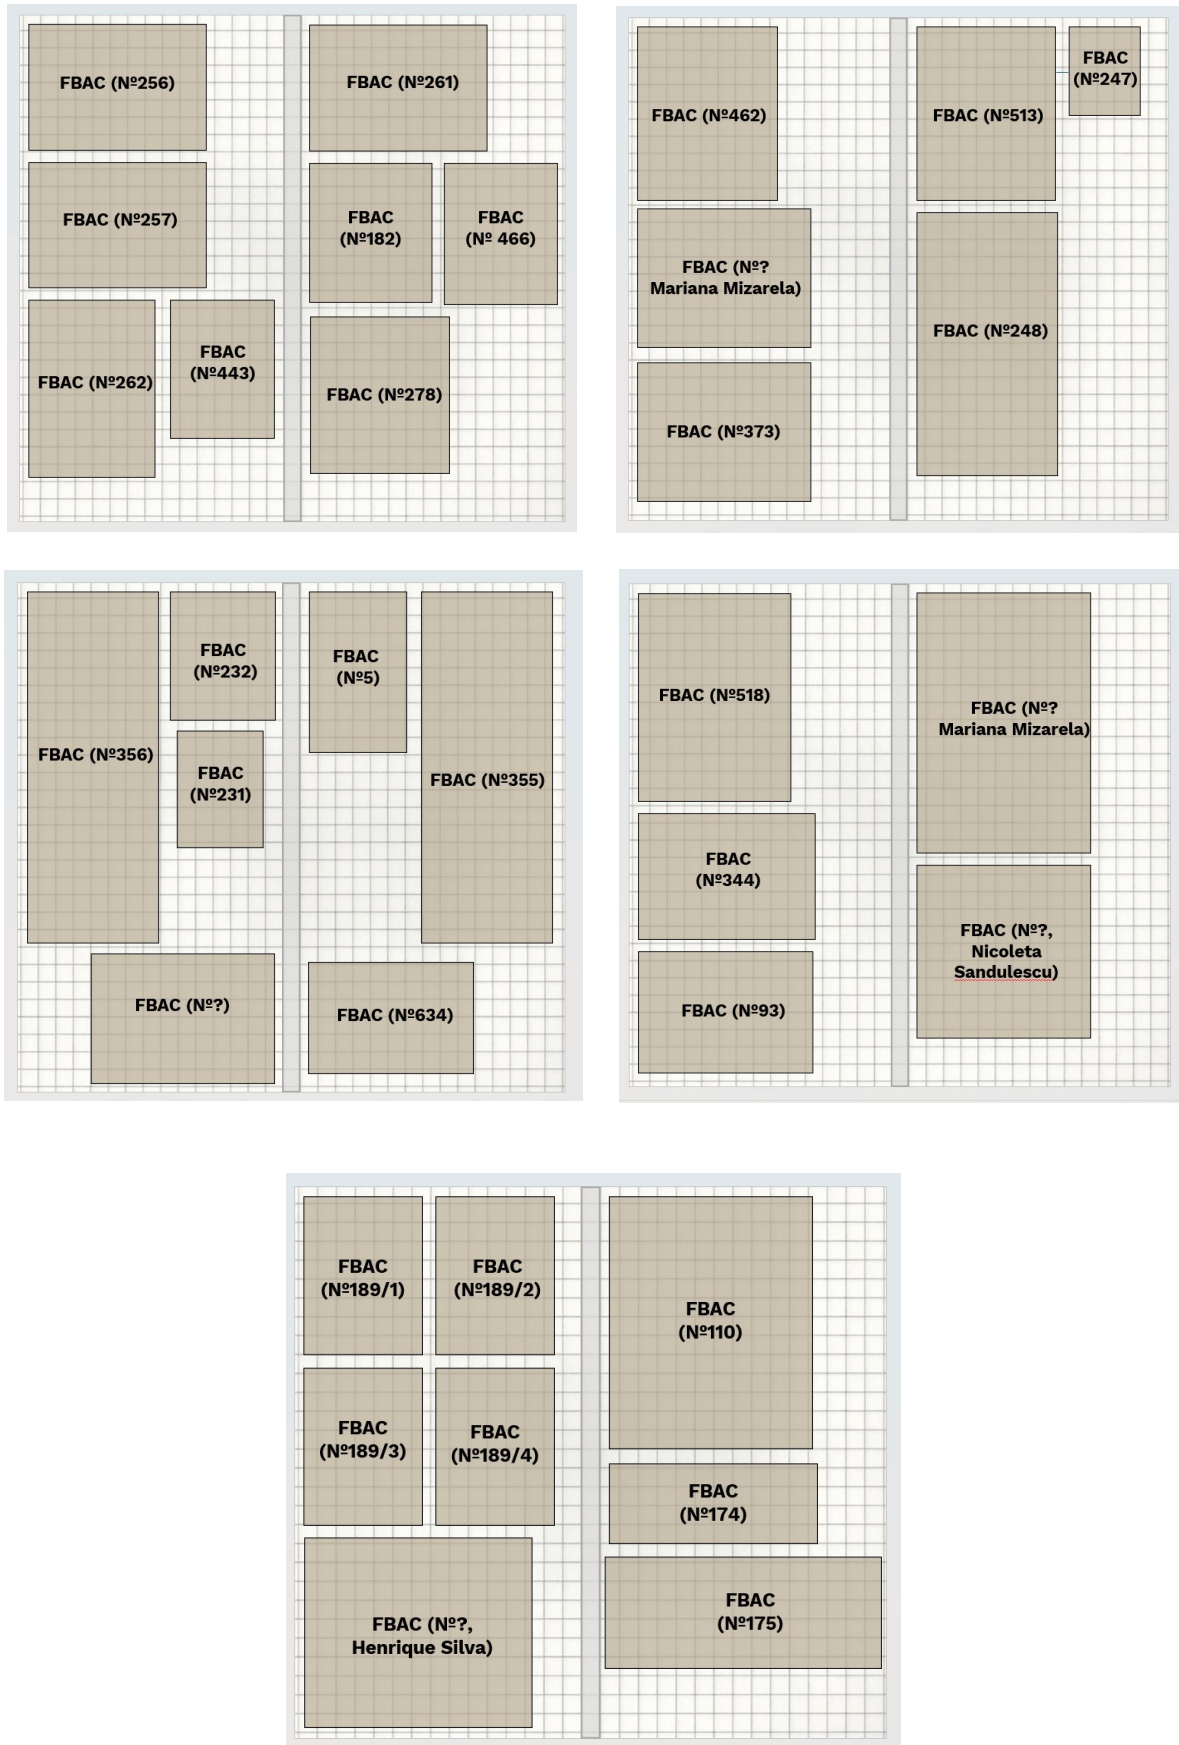 FBAC (Nº256)
FBAC (Nº257)
FBAC (Nº262)
FBAC
(Nº443)
FBAC (Nº261)
FBAC
(Nº182)
FBAC
(Nº 466)
FBAC (Nº278)
FBAC (Nº462)
FBAC (Nº?
Mariana Mizarela)
FBAC (Nº373)
FBAC (Nº513)
FBAC
(Nº247)
FBAC (Nº248)
FBAC (Nº356)
FBAC
(Nº232)
FBAC
(Nº231)
FBAC (Nº?)
FBAC
(Nº5)
FBAC (Nº355)
FBAC (Nº634)
FBAC (Nº518)
FBAC
(Nº344)
FBAC (Nº93)
FBAC (Nº?
Mariana Mizarela)
FBAC (Nº?,
Nicoleta
Sandulescu)
FBAC
(Nº189/1)
FBAC
(Nº189/2)
FBAC
(Nº189/3)
FBAC
(Nº189/4)
FBAC (Nº?,
Henrique Silva)
FBAC
(Nº110)
FBAC
(Nº174)
FBAC
(Nº175)